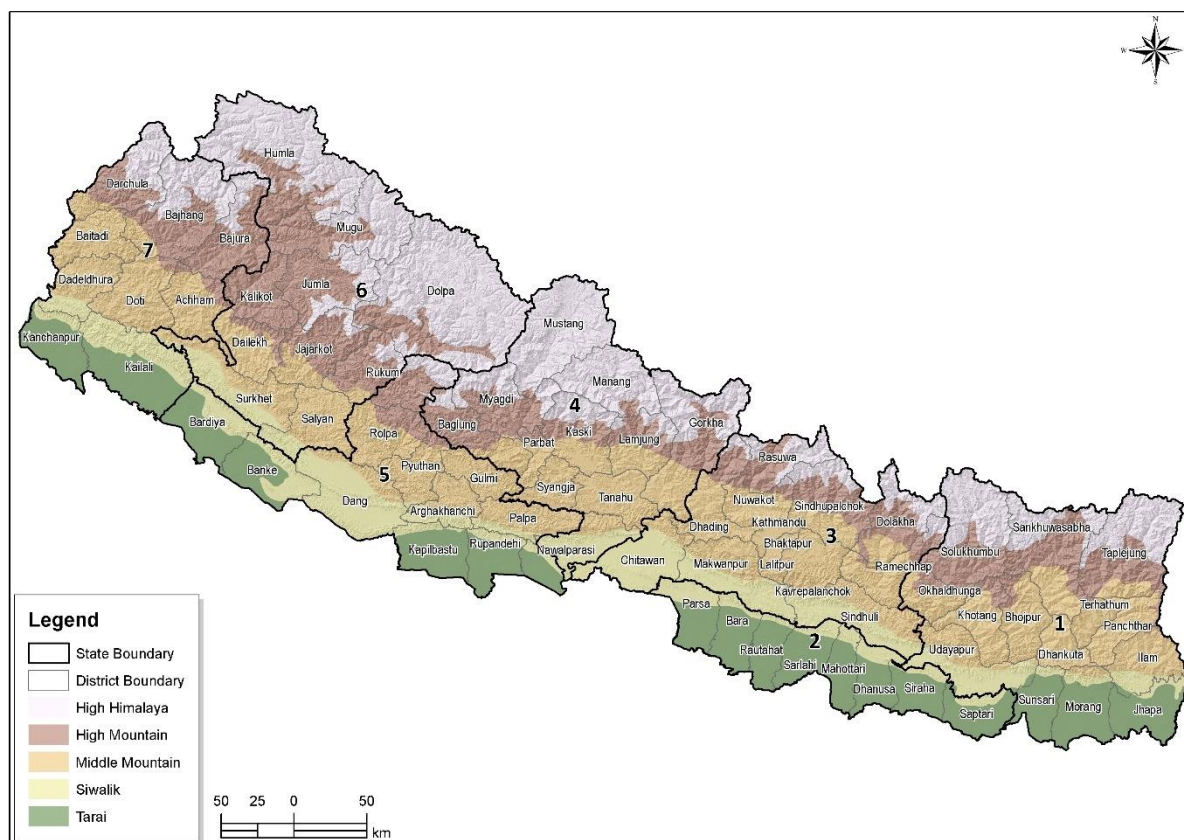 N
W
E
S
Humla
Darchula
Bajhang
Bajura
Mugu
Baitadi
7
Dadeldhura
Doti
Achham
Kalikot
Jumla
6
Dolpa
Mustang
Kanchanpur
Kailali
Dailekh
Jajarkot
Rukum
Manang
Myagdi
4
Surkhet
Salyan
Baglung
Kaski
Lamjung
Gorkha
Bardiya
Rolpa
Parbat
Rasuwa
Banke
5
Pyuthan
Gulmi
Syangja
Tanahu
Nuwakot
Sindhupalchok
Dang
Arghakhanchi
Palpa
Dhading
Kathmandu
Dolakha
Sankhuwasabha
Solukhumbu
Taplejung
Kapilbastu
Rupandehi
Nawalparasi
Chitawan
Bhaktapur
3
Makwanpur
Lalitpur
Ramechhap
Kavrepalanchok
Okhaldhunga
Khotang
Bhojpur
1
Terhathum
Panchthar
Parsa
Bara
Sindhuli
Rautahat
2
Sarlahi
Mahottari
Udayapur
Dhankuta
Ilam
Dhanusa
Siraha
Saptari
Sunsari
Morang
Jhapa
Legend
State Boundary
District Boundary
High Himalaya
High Mountain
Middle Mountain
Siwalik
Tarai
50 25 0 50
km